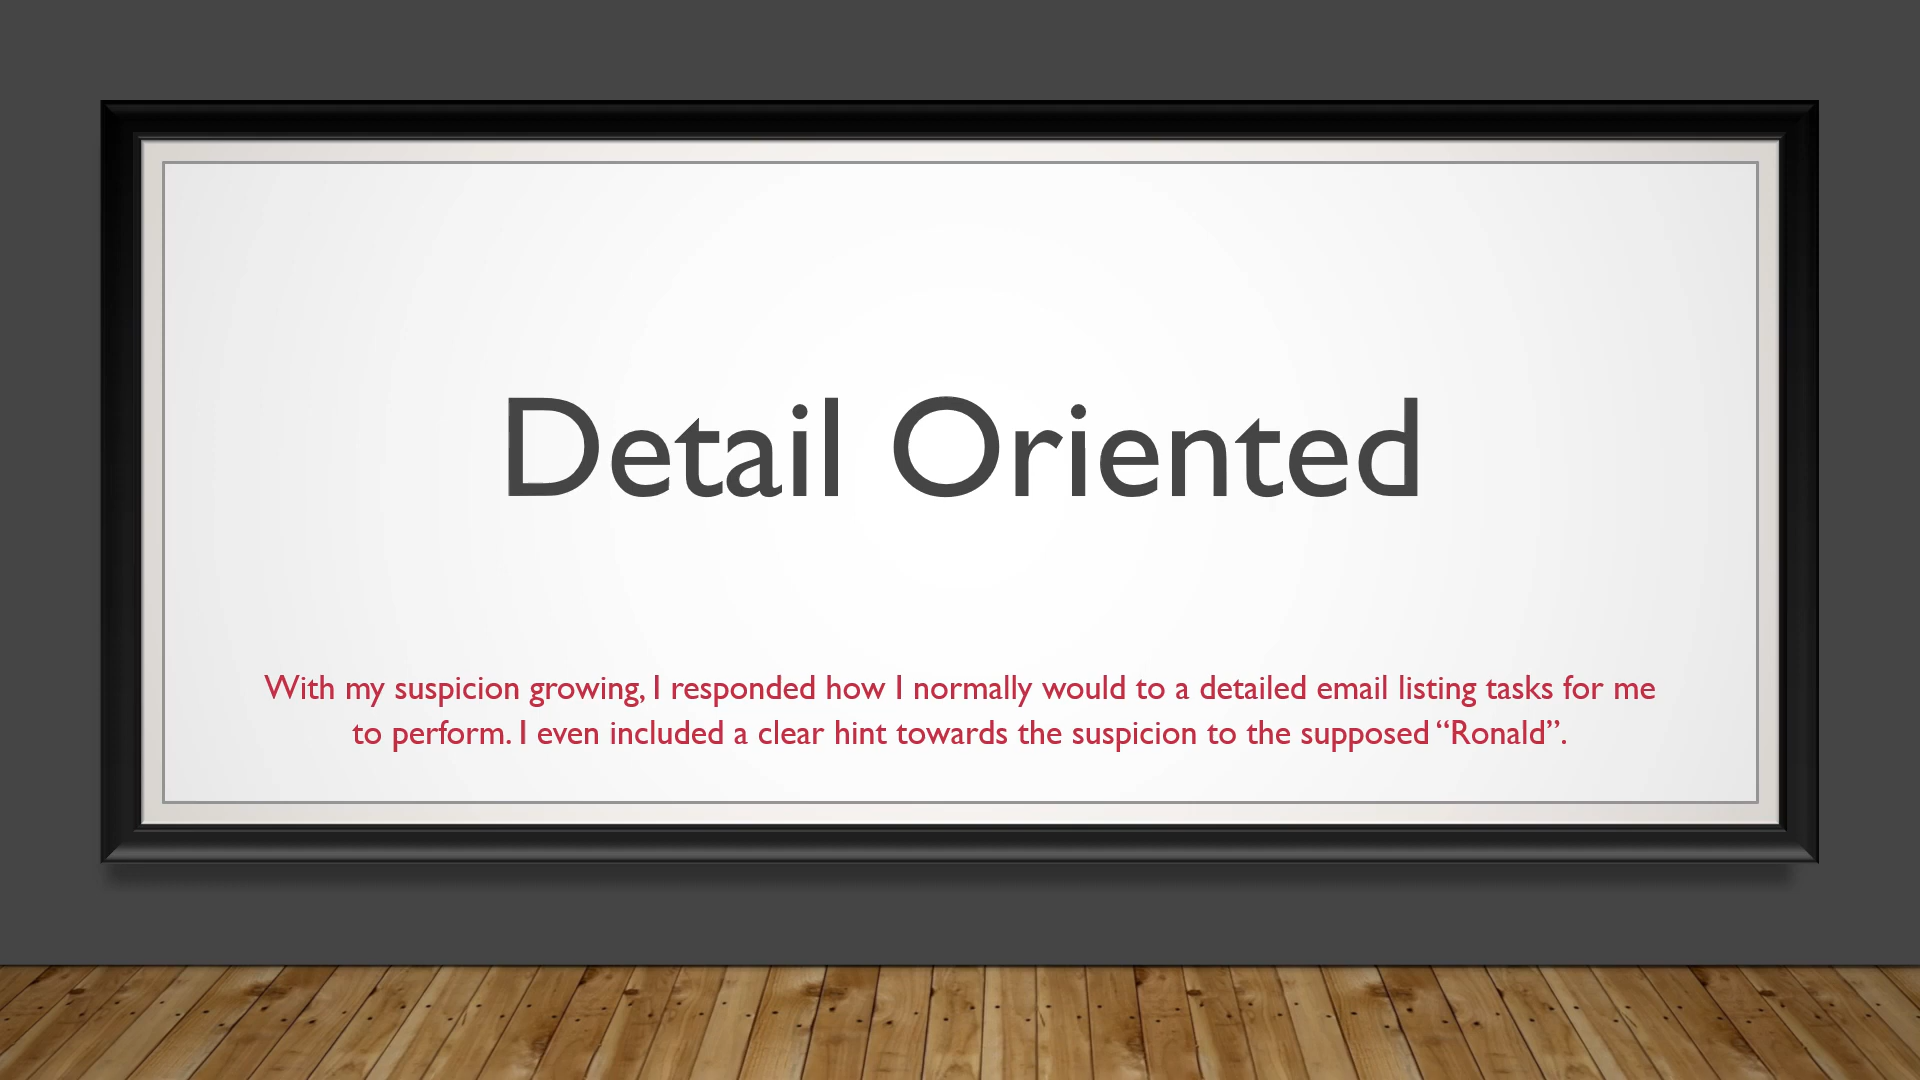 Detail Oriented
With my suspicion growing, I responded how I normally would to a detailed email listing tasks for me
to perform. I even included a clear hint towards the suspicion to the supposed “Ronald”.